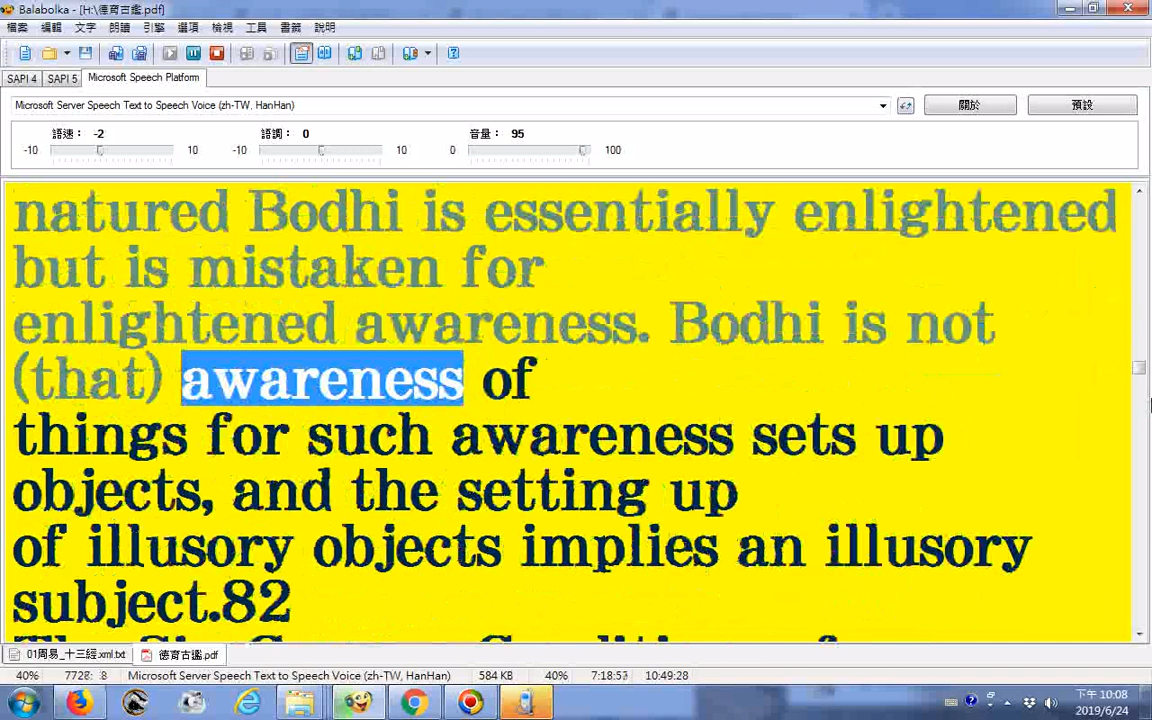 Balabolka - [H:\德育古鑑.pdf]
檔案 編輯 文字 朗讀 引擎 選項 檢視 工具 書籤 說明
SAPI 4 SAPI 5 Microsoft Speech Platform
Microsoft Server Speech Text to Speech Voice (zh-TW, HanHan) 關於 預設
語速： -2 語調： 0 音量： 95
-10 10 -10 10 0 100
natured Bodhi is essentially enlightened
but is mistaken for
enlightened awareness. Bodhi is not
(that) awareness of
things for such awareness sets up
objects, and the setting up
of illusory objects implies an illusory
subject.82
01周易_十三經.xml.txt 德育古鑑.pdf
40% Microsoft Server Speech Text to Speech Voice (zh-TW, HanHan) 584 KB 40% 10:49:28
下午 10:08
2019/6/24